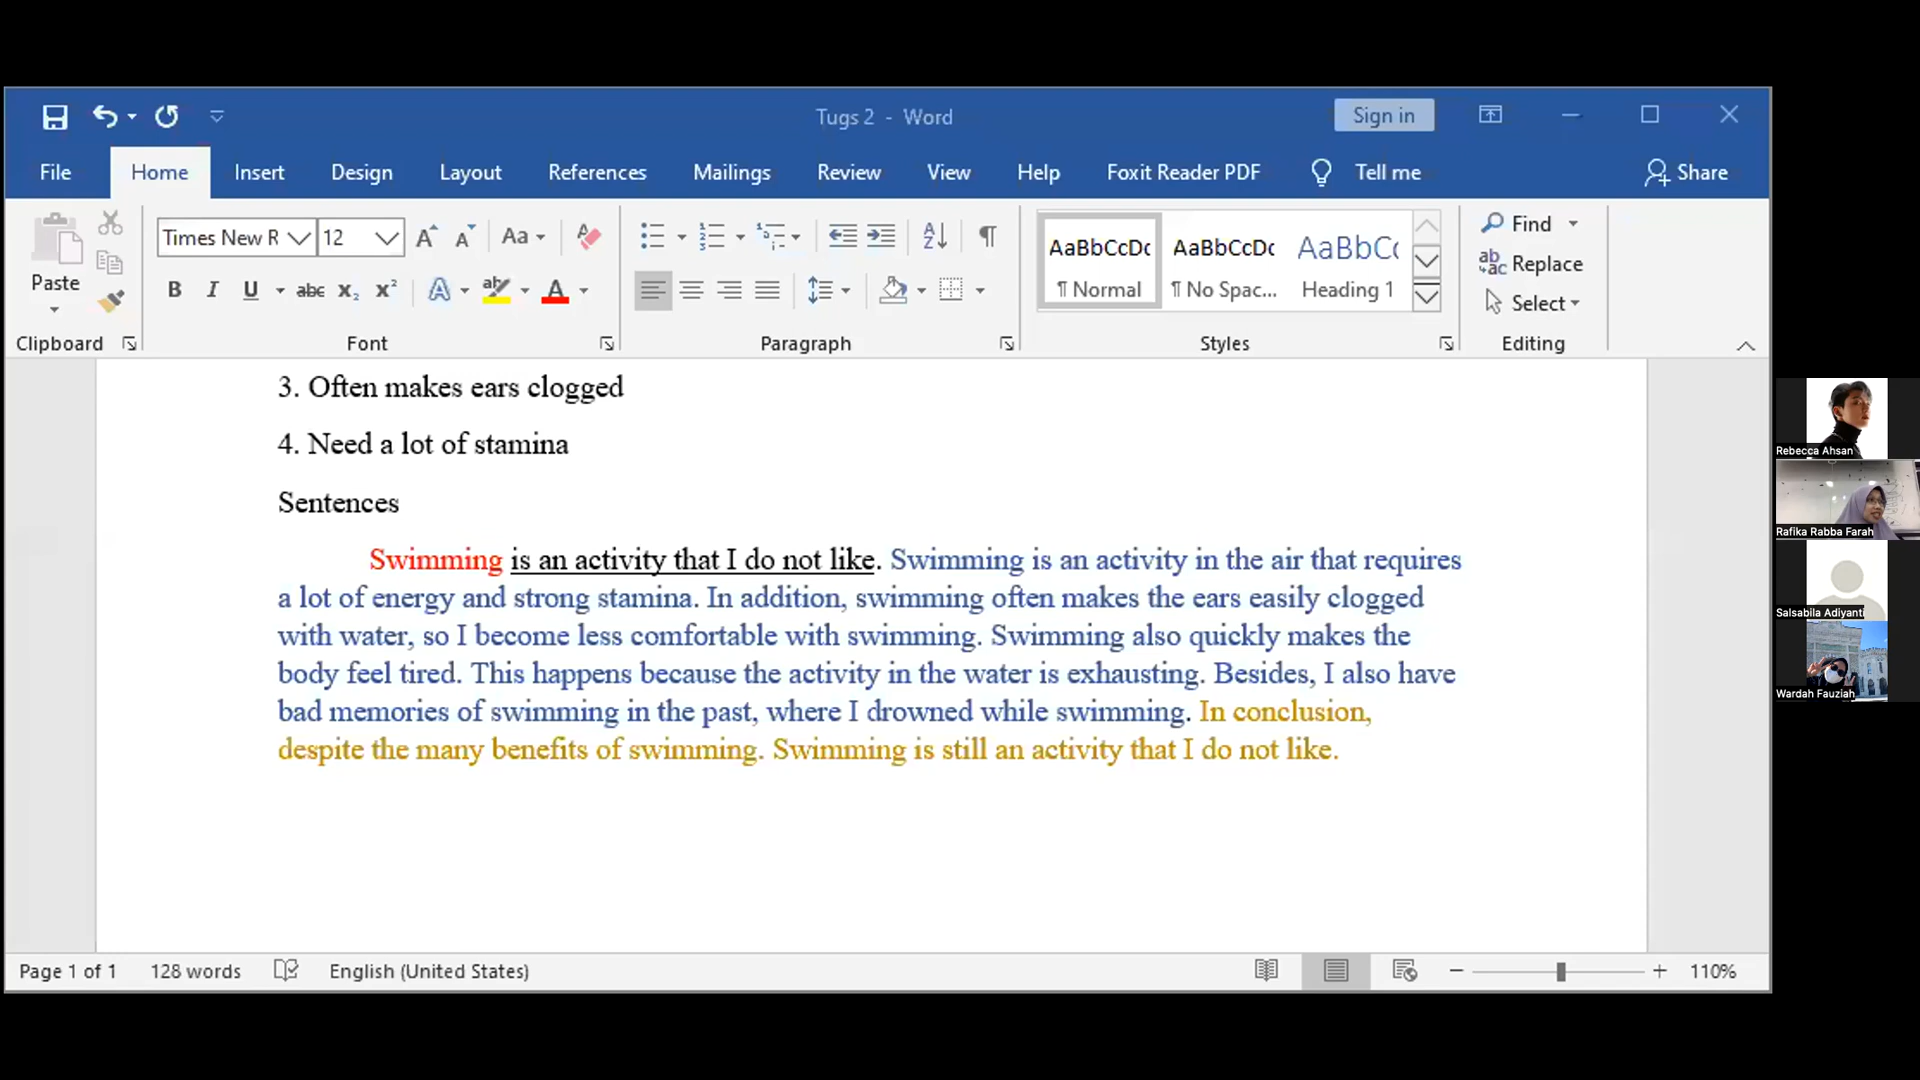 Tugs 2 - Word
Sign in
File
Home
Insert
Design
Layout
References
Mailings
Review
View
Help
Foxit Reader PDF
Tell me
Share
Paste
Times New R
12
Aa
AaBbCcDc
AaBbCcDc
AaBbC
¶ Normal
¶ No Spac...
Heading 1
Find
Replace
Select
Clipboard
Font
Paragraph
Styles
Editing
3. Often makes ears clogged
4. Need a lot of stamina
Sentences
Swimming is an activity that I do not like. Swimming is an activity in the air that requires
a lot of energy and strong stamina. In addition, swimming often makes the ears easily clogged
with water, so I become less comfortable with swimming. Swimming also quickly makes the
body feel tired. This happens because the activity in the water is exhausting. Besides, I also have
bad memories of swimming in the past, where I drowned while swimming. In conclusion,
despite the many benefits of swimming. Swimming is still an activity that I do not like.
Rebecca Ahsan
Rafika Rabba Farah
Salsabila Adiyanti
Wardah Fauziah
Page 1 of 1
128 words
English (United States)
110%